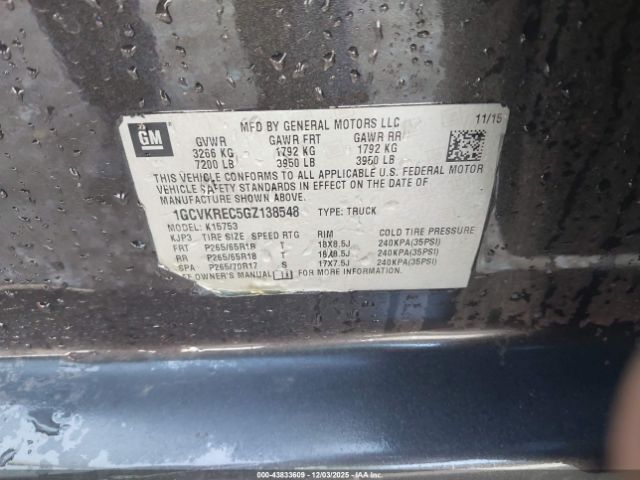 GM
MFD BY GENERAL MOTORS LLC
11/15
GVWR GAWR FRT GAWR RR
3266 KG 1792 KG 1792 KG
7200 LB 3950 LB 3950 LB
THIS VEHICLE CONFORMS TO ALL APPLICABLE U.S. FEDERAL MOTOR
VEHICLE SAFETY STANDARDS IN EFFECT ON THE DATE OF
MANUFACTURE SHOWN ABOVE.
1GCVKREC5GZ138548 TYPE: TRUCK
MODEL: K15753
KJP3 TIRE SIZE SPEED RTG RIM COLD TIRE PRESSURE
FRT P265/65R18 T 18X8.5J 240KPA(35PSI)
RR P265/65R18 T 18X8.5J 240KPA(35PSI)
SPA P265/70R17 S 17X7.5J 240KPA(35PSI)
OWNER'S MANUAL FOR MORE INFORMATION.
000-43833609 - 12/03/2025 - IAAI.COM